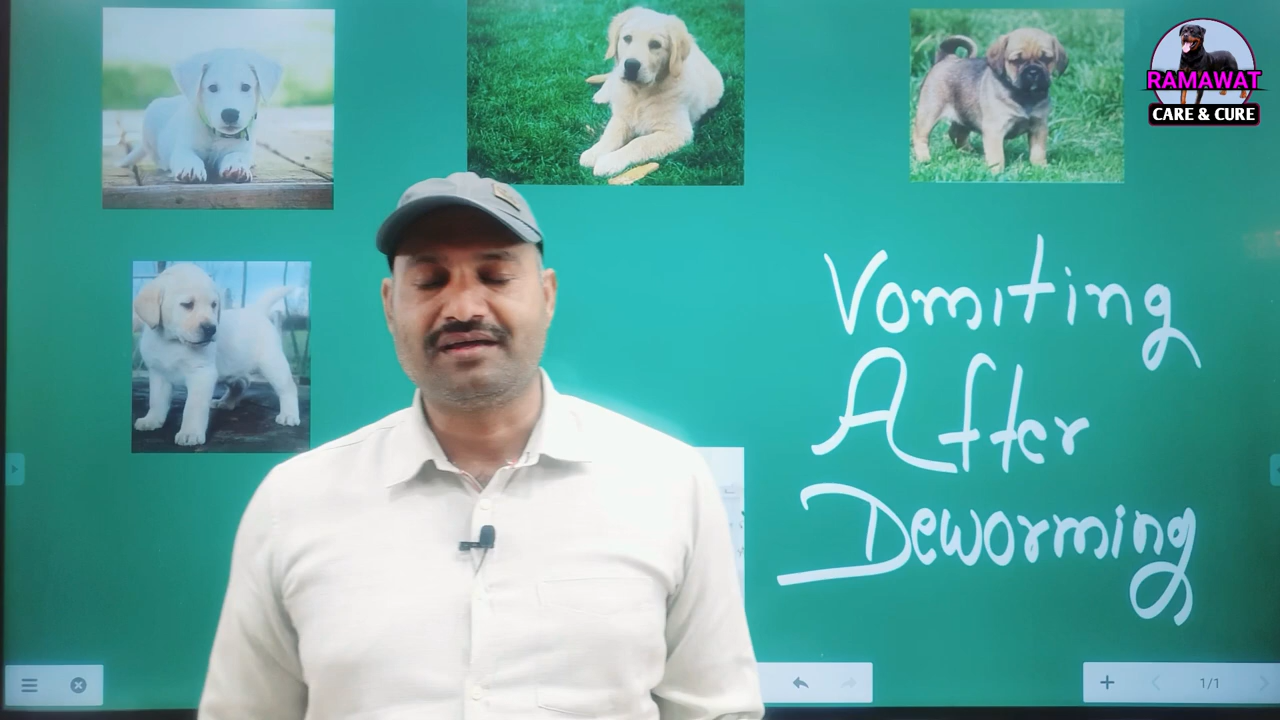 RAMAWAT
CARE & CURE
Vomiting
After
Deworming
1/1